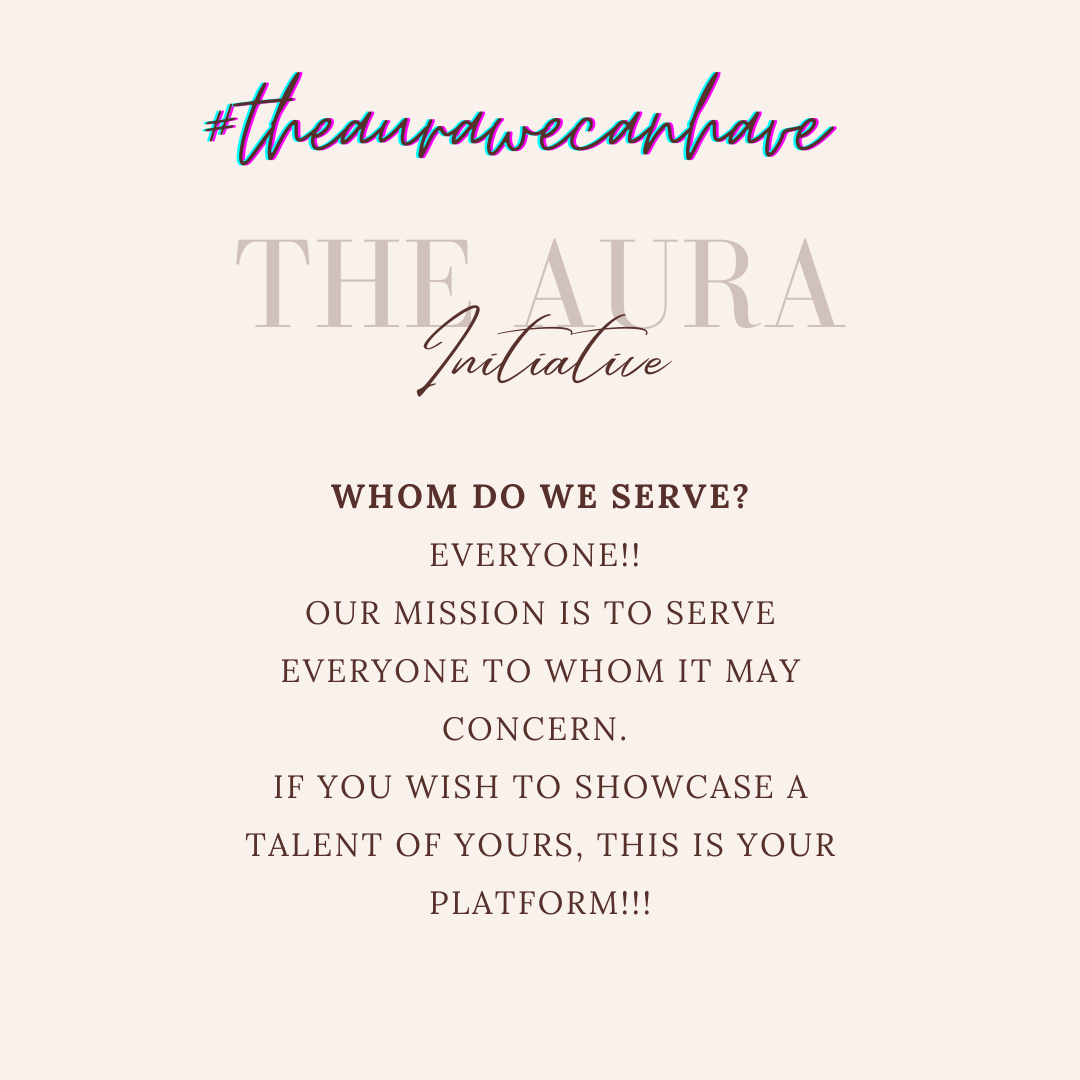 #theaurawecanhave
THE AURA
Initiative
WHOM DO WE SERVE?
EVERYONE!!
OUR MISSION IS TO SERVE
EVERYONE TO WHOM IT MAY
CONCERN.
IF YOU WISH TO SHOWCASE A
TALENT OF YOURS, THIS IS YOUR
PLATFORM!!!